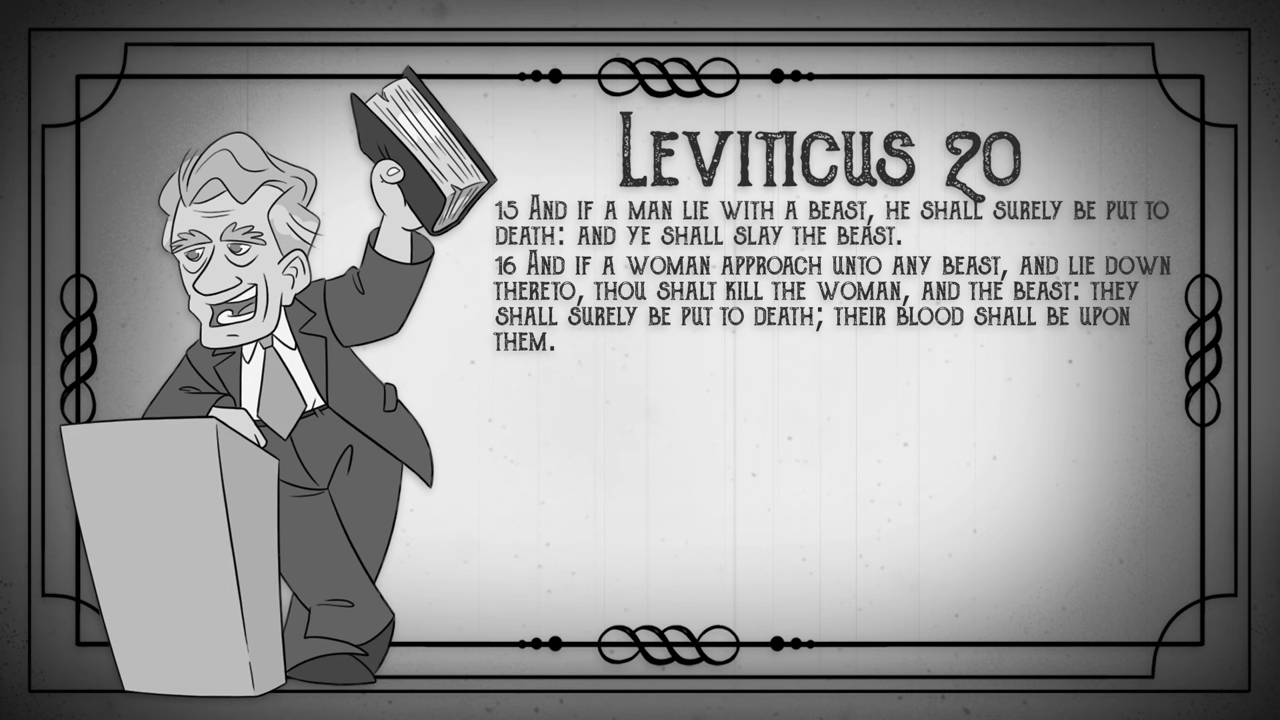 Leviticus 20
15 And if a man lie with a beast, he shall surely be put to
death: and ye shall slay the beast.
16 And if a woman approach unto any beast, and lie down
thereto, thou shalt kill the woman, and the beast: they
shall surely be put to death; their blood shall be upon
them.